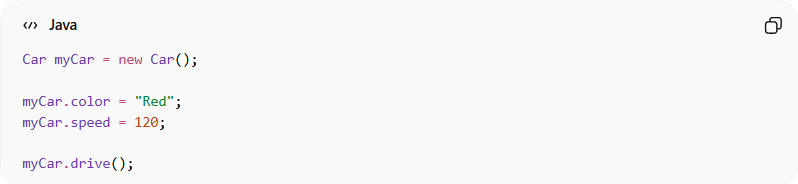 </> Java
Car myCar = new Car();
myCar.color = "Red";
myCar.speed = 120;
myCar.drive();